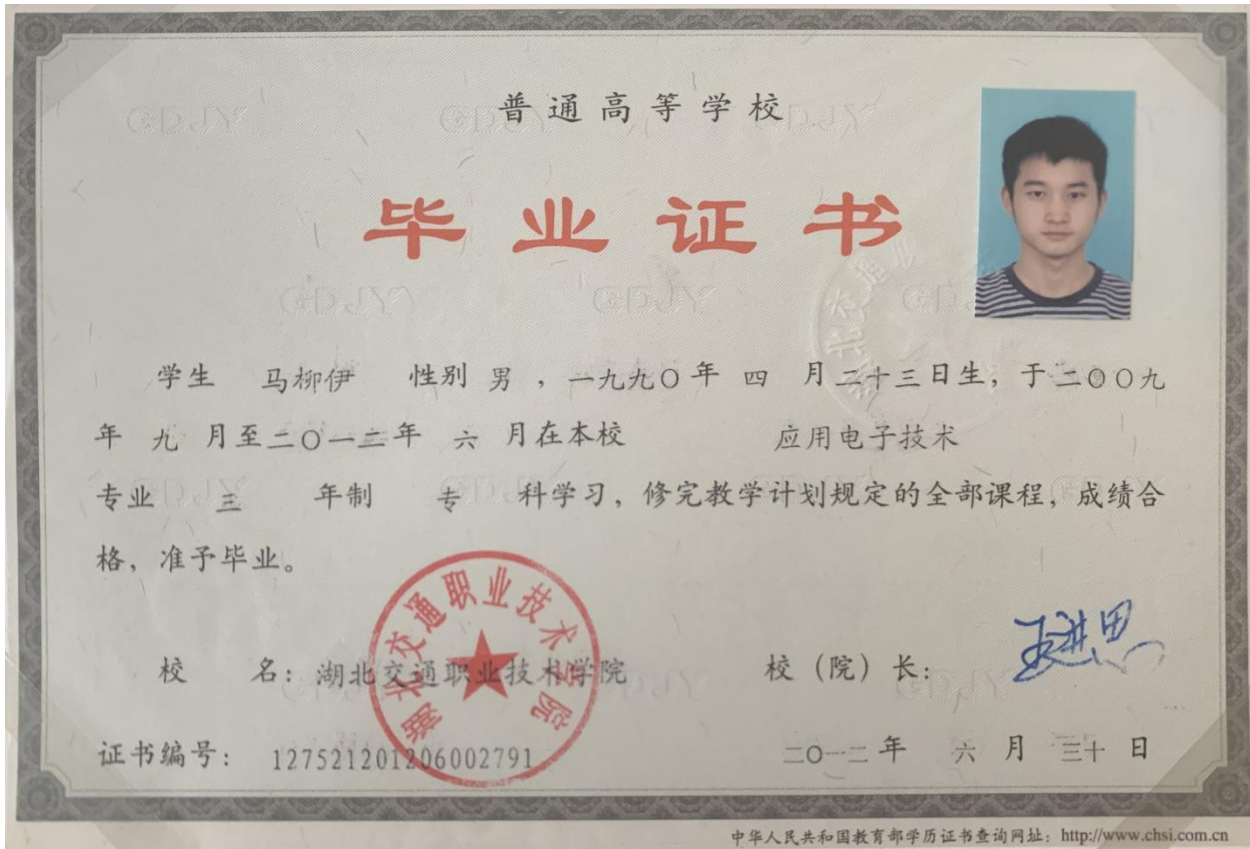 普通高等学校
毕业证书
学生 马柳伊 性别 男 ，一九九〇年 四 月二十三日生，于二〇〇九
年 九 月至二〇一二年 六 月在本校 应用电子技术
专业 三 年制 专 科学习，修完教学计划规定的全部课程，成绩合
格，准予毕业。
湖北交通职业技术学院
校 名：湖北交通职业技术学院 校（院）长：
证书编号： 127521201206002791 二〇一二 年 六 月 三十 日
中华人民共和国教育部学历证书查询网址：http://www.chsi.com.cn